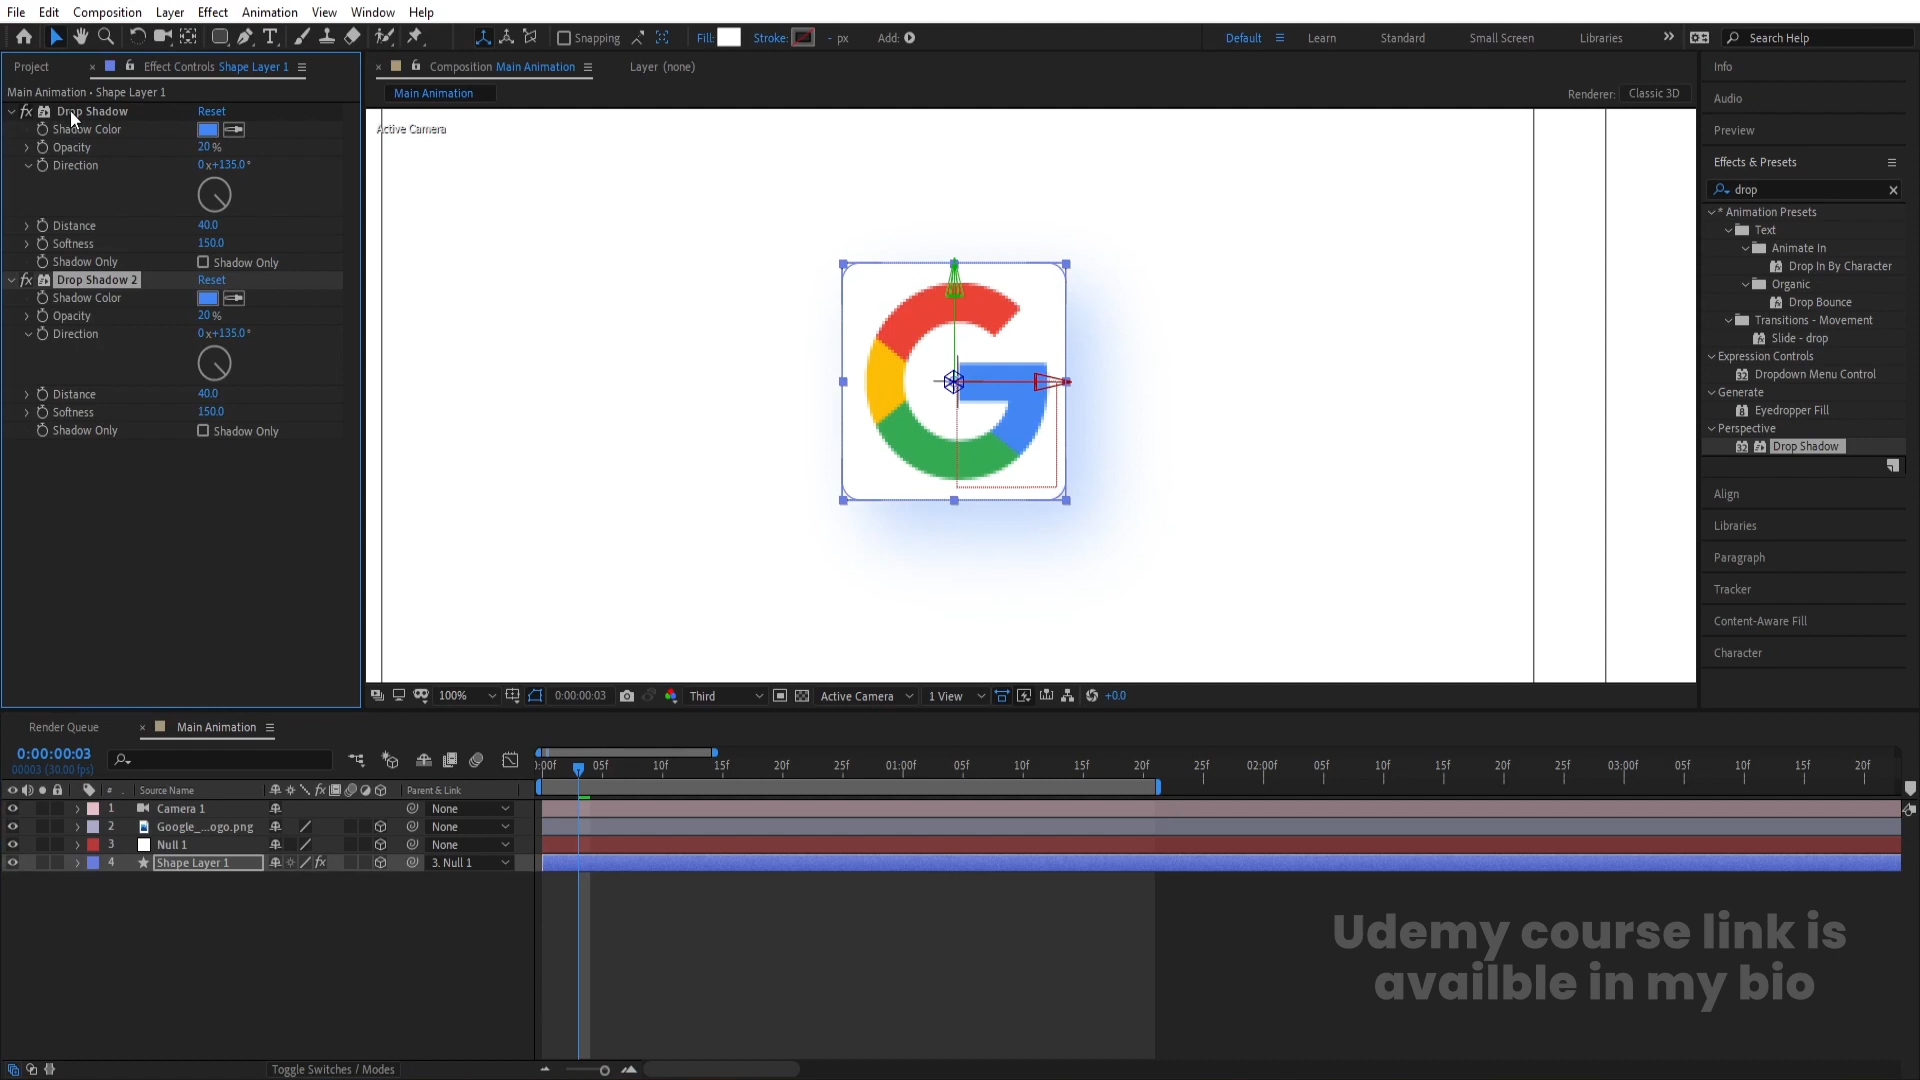 File Edit Composition Layer Effect Animation View Window Help
Snapping Fill: Stroke: - px Add: Default Learn Standard Small Screen Libraries Search Help
Project Effect Controls Shape Layer 1
Main Animation • Shape Layer 1
fx Drop Shadow Reset
Shadow Color
Opacity 20 %
Direction 0 x+135.0 °
Distance 40.0
Softness 150.0
Shadow Only Shadow Only
fx Drop Shadow 2 Reset
Shadow Color
Opacity 20 %
Direction 0 x+135.0 °
Distance 40.0
Softness 150.0
Shadow Only Shadow Only
Composition Main Animation Layer (none)
Main Animation Renderer: Classic 3D
Active Camera
G
100% 0:00:00:03 Third Active Camera 1 View +0.0
Info
Audio
Preview
Effects & Presets
drop
* Animation Presets
Text
Animate In
Drop In By Character
Organic
Drop Bounce
Transitions - Movement
Slide - drop
Expression Controls
Dropdown Menu Control
Generate
Eyedropper Fill
Perspective
Drop Shadow
Align
Libraries
Paragraph
Tracker
Content-Aware Fill
Character
Render Queue Main Animation
0:00:00:03
00003 (30.00 fps)
:00f 05f 10f 15f 20f 25f 01:00f 05f 10f 15f 20f 25f 02:00f 05f 10f 15f 20f 25f 03:00f 05f 10f 15f 20f
# Source Name fx Parent & Link
1 Camera 1 None
2 Google_...ogo.png None
3 Null 1 None
4 Shape Layer 1 fx 3. Null 1
Udemy course link is
availble in my bio
Toggle Switches / Modes